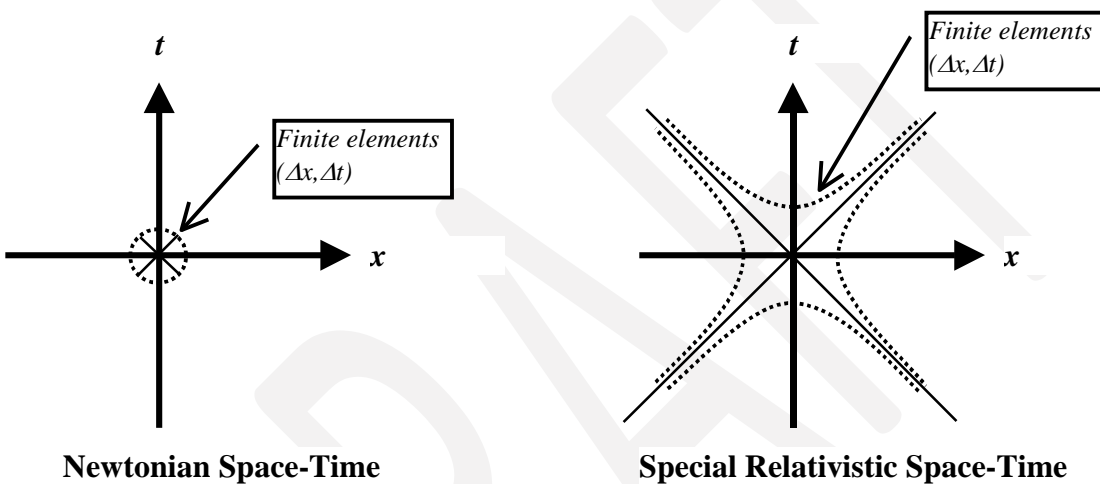 t
Finite elements
(Δx,Δt)
x
Newtonian Space-Time
t
Finite elements
(Δx,Δt)
x
Special Relativistic Space-Time